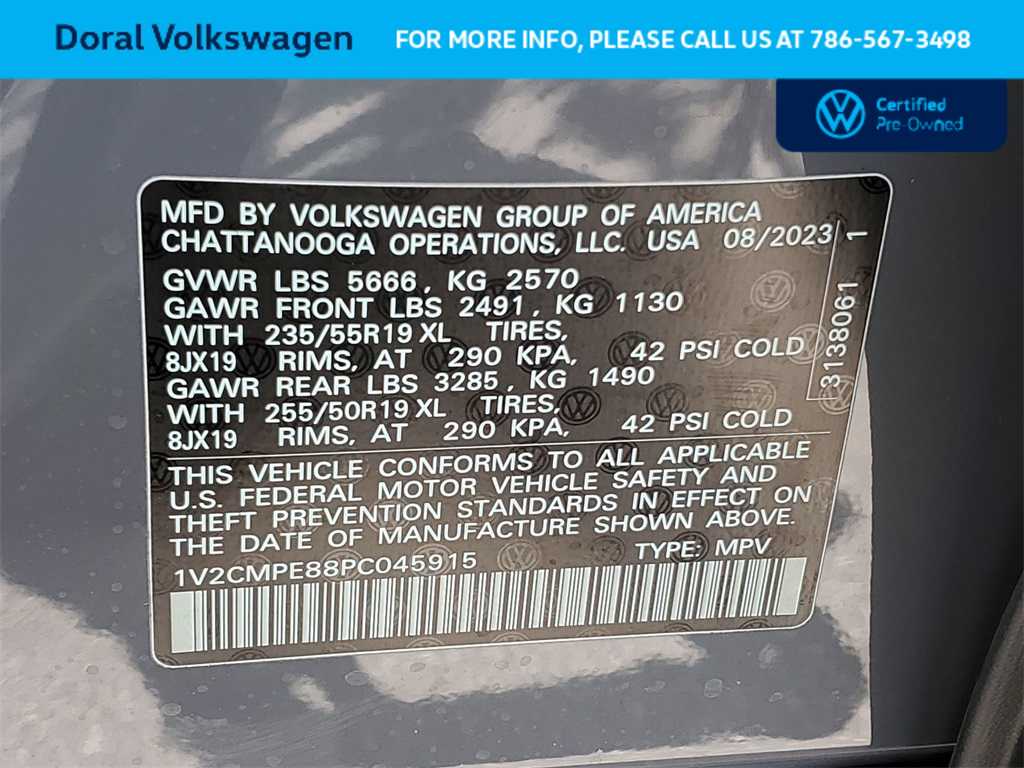 Doral Volkswagen
FOR MORE INFO, PLEASE CALL US AT 786-567-3498
Certified
Pre-Owned
MFD BY VOLKSWAGEN GROUP OF AMERICA
CHATTANOOGA OPERATIONS, LLC. USA 08/2023
GVWR LBS 5666, KG 2570
GAWR FRONT LBS 2491, KG 1130
WITH 235/55R19 XL TIRES,
8JX19 RIMS, AT 290 KPA, 42 PSI COLD
GAWR REAR LBS 3285, KG 1490
WITH 255/50R19 XL TIRES,
8JX19 RIMS, AT 290 KPA, 42 PSI COLD
3138061 1
THIS VEHICLE CONFORMS TO ALL APPLICABLE
U.S. FEDERAL MOTOR VEHICLE SAFETY AND
THEFT PREVENTION STANDARDS IN EFFECT ON
THE DATE OF MANUFACTURE SHOWN ABOVE.
1V2CMPE88PC045915 TYPE: MPV